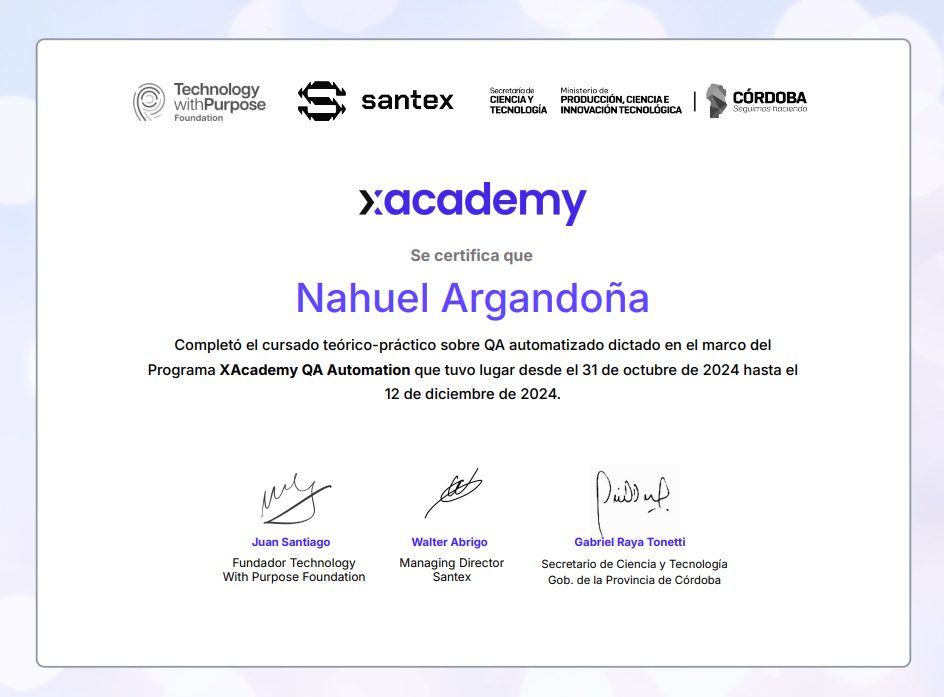 Technology
withPurpose
Foundation
santex
Secretaría de
CIENCIA Y
TECNOLOGÍA
Ministerio de
PRODUCCIÓN, CIENCIA E
INNOVACIÓN TECNOLÓGICA
CÓRDOBA
Seguimos haciendo
xacademy
Se certifica que
Nahuel Argandoña
Completó el cursado teórico-práctico sobre QA automatizado dictado en el marco del
Programa XAcademy QA Automation que tuvo lugar desde el 31 de octubre de 2024 hasta el
12 de diciembre de 2024.
Juan Santiago
Fundador Technology
With Purpose Foundation
Walter Abrigo
Managing Director
Santex
Gabriel Raya Tonetti
Secretario de Ciencia y Tecnología
Gob. de la Provincia de Córdoba